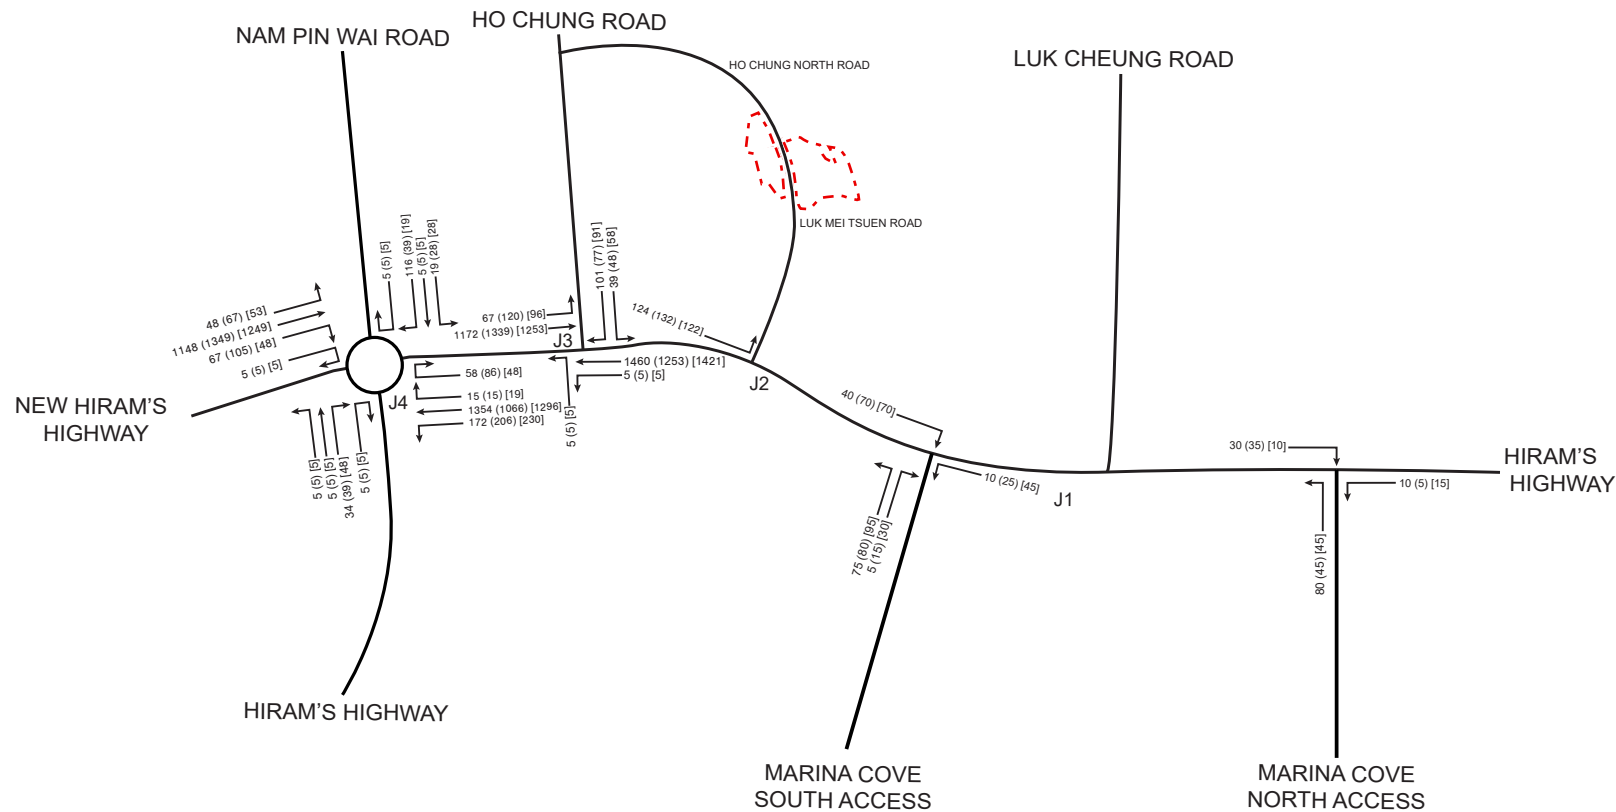 HO CHUNG ROAD
NAM PIN WAI ROAD
LUK CHEUNG ROAD
HO CHUNG NORTH ROAD
LUK MEI TSUEN ROAD
5 (5) [5]
116 (39) [19]
5 (5) [5]
19 (28) [28]
101 (77) [91]
39 (48) [58]
48 (67) [53]
1148 (1349) [1249]
67 (105) [48]
5 (5) [5]
67 (120) [96]
1172 (1339) [1253]
J3
124 (132) [122]
1460 (1253) [1421]
5 (5) [5]
J2
58 (86) [48]
15 (15) [19]
1354 (1066) [1296]
172 (206) [230]
J4
5 (5) [5]
40 (70) [70]
NEW HIRAM'S
HIGHWAY
5 (5) [5]
5 (5) [5]
34 (39) [48]
5 (5) [5]
30 (35) [10]
HIRAM'S
HIGHWAY
10 (25) [45]
J1
10 (5) [15]
75 (80) [95]
5 (15) [30]
80 (45) [45]
HIRAM'S HIGHWAY
MARINA COVE
SOUTH ACCESS
MARINA COVE
NORTH ACCESS